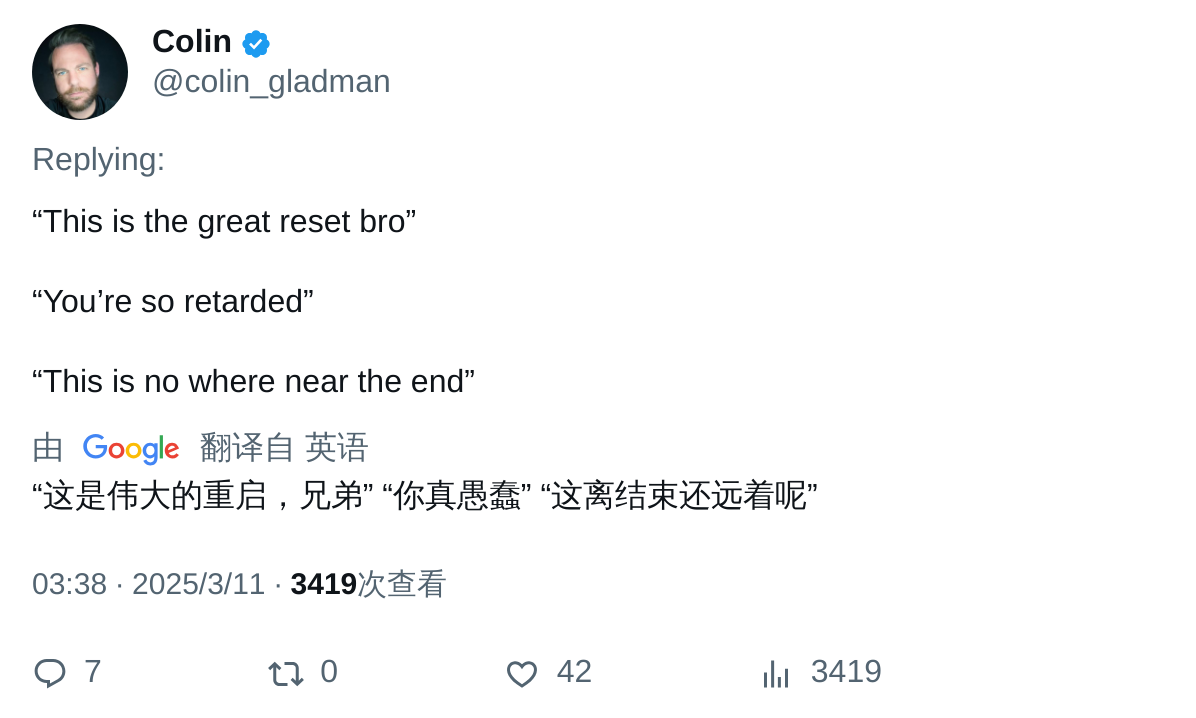 Colin
@colin_gladman
Replying:
“This is the great reset bro”
“You’re so retarded”
“This is no where near the end”
由 Google 翻译自 英语
“这是伟大的重启，兄弟” “你真愚蠢” “这离结束还远着呢”
03:38 · 2025/3/11 · 3419次查看
7 0 42 3419